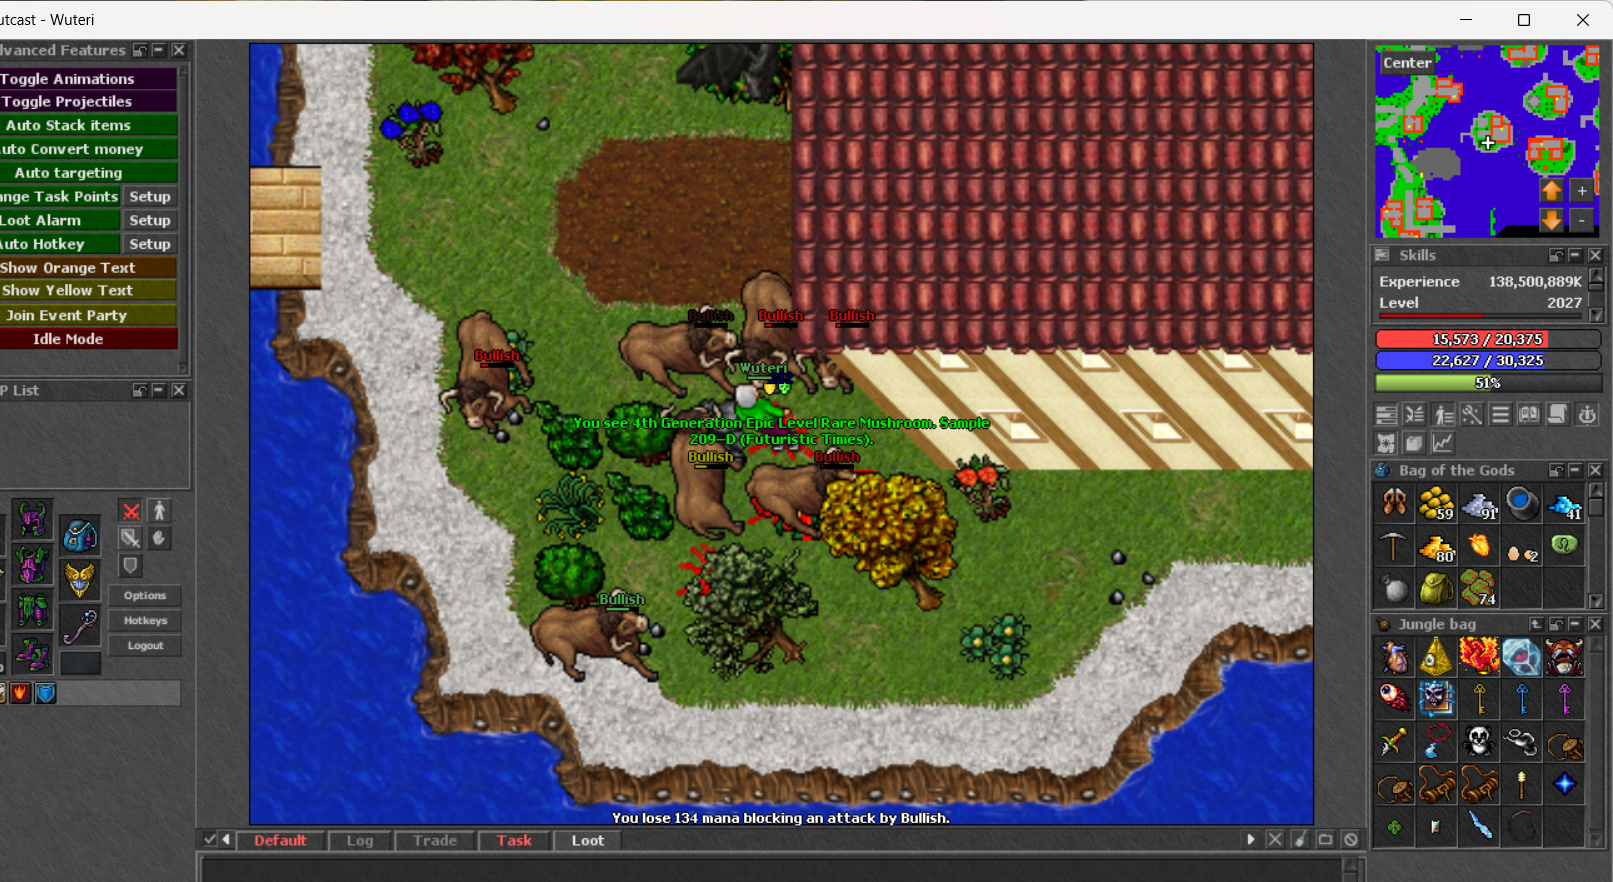 utcast - Wuteri
dvanced Features
Toggle Animations
Toggle Projectiles
Auto Stack items
uto Convert money
Auto targeting
ange Task Points Setup
Loot Alarm Setup
Auto Hotkey Setup
Show Orange Text
Show Yellow Text
Join Event Party
Idle Mode
P List
Options
Hotkeys
Logout
Bullish
Bullish
Bullish
Bullish
Wuteri
You see 4th Generation Epic Level Rare Mushroom. Sample
209-D (Futuristic Times).
Bullish
Bullish
Bullish
You lose 134 mana blocking an attack by Bullish.
Default
Log
Trade
Task
Loot
Center
+
-
Skills
Experience 138,500,889K
Level 2027
15,573 / 20,375
22,627 / 30,325
51%
Bag of the Gods
59 91 41
80 2
74
Jungle bag